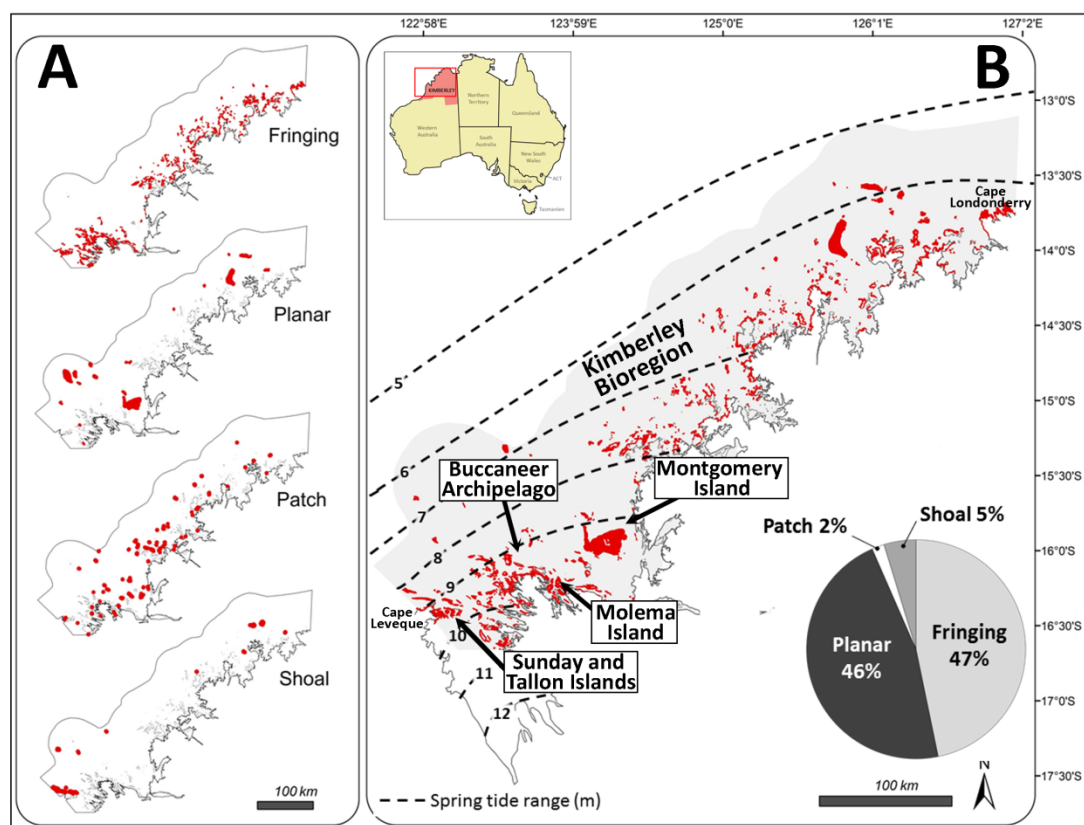 A
Fringing
Planar
Patch
Shoal
100 km
B
122°58'E
123°59'E
125°0'E
126°1'E
127°2'E
13°0'S
13°30'S
14°0'S
14°30'S
15°0'S
15°30'S
16°0'S
16°30'S
17°0'S
17°30'S
KIMBERLEY
Northern
Territory
Queensland
Western
Australia
South
Australia
New South
Wales
ACT
Victoria
Tasmanien
Cape
Londonderry
Kimberley
Bioregion
5
6
7
8
9
10
11
12
Buccaneer
Archipelago
Montgomery
Island
Cape
Leveque
Molema
Island
Sunday and
Tallon Islands
Patch 2%
Shoal 5%
Planar
46%
Fringing
47%
Spring tide range (m)
100 km
N